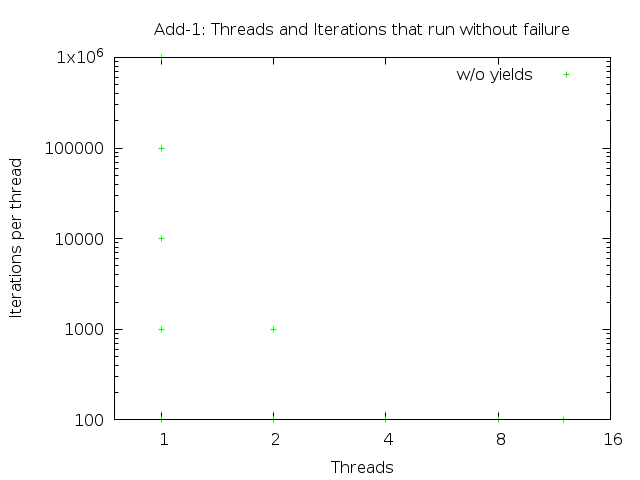 Add-1: Threads and Iterations that run without failure
1x10⁶
w/o yields
100000
10000
1000
100
Iterations per thread
1
2
4
8
16
Threads